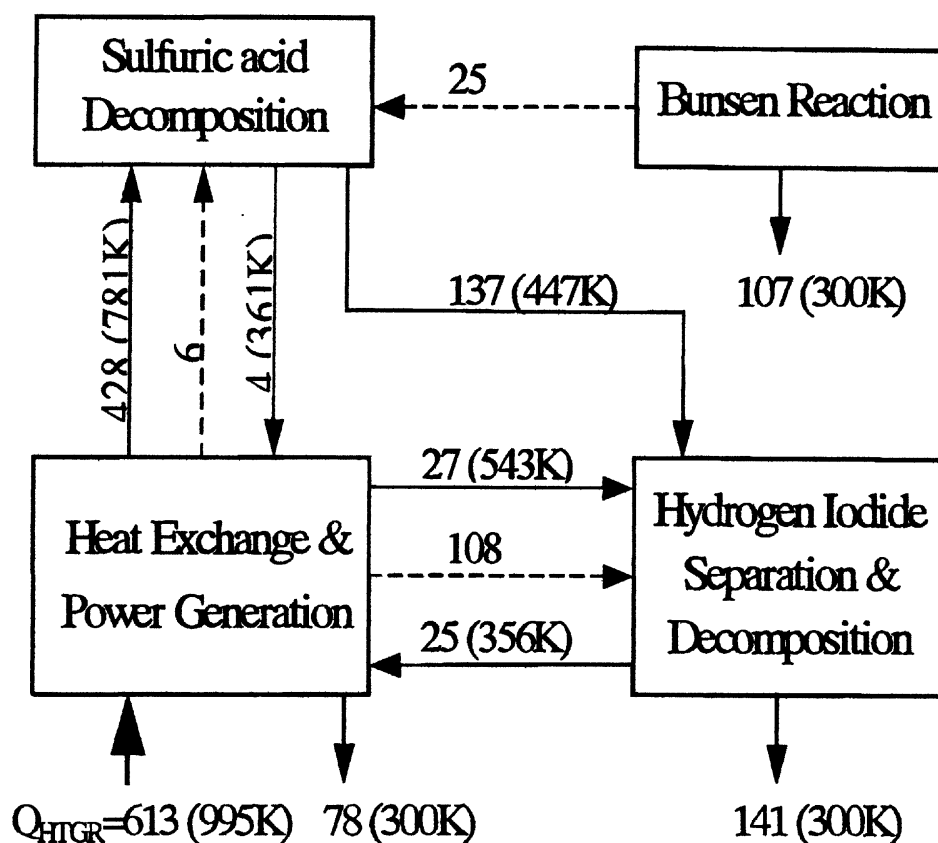 Sulfuric acid
Decomposition
25
Bunsen Reaction
428 (781K)
6
4 (361K)
137 (447K)
107 (300K)
Heat Exchange &
Power Generation
27 (543K)
108
25 (356K)
Hydrogen Iodide
Separation &
Decomposition
Q_HTGR=613 (995K)
78 (300K)
141 (300K)